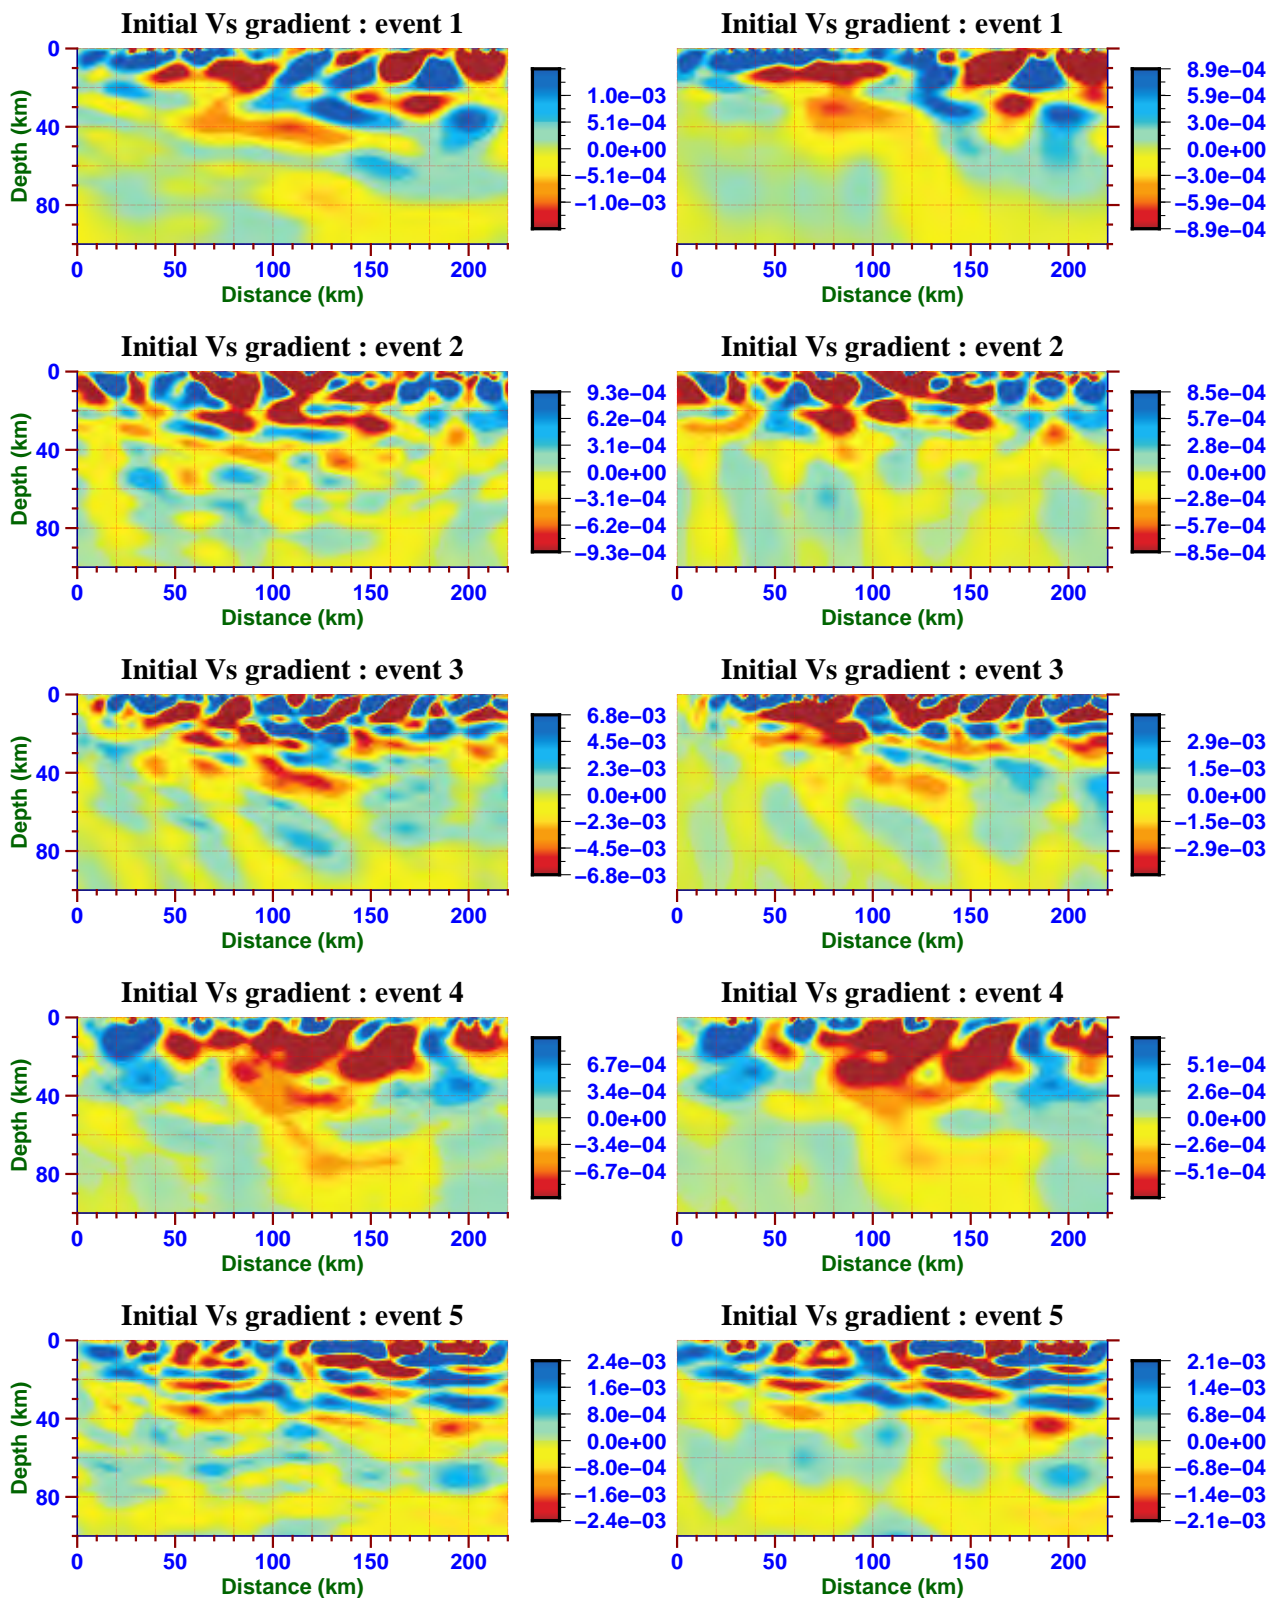 Initial Vs gradient : event 1
Initial Vs gradient : event 1
0
40
80
Depth (km)
0 50 100 150 200
Distance (km)
1.0e−03
5.1e−04
0.0e+00
−5.1e−04
−1.0e−03
0 50 100 150 200
Distance (km)
8.9e−04
5.9e−04
3.0e−04
0.0e+00
−3.0e−04
−5.9e−04
−8.9e−04
Initial Vs gradient : event 2
Initial Vs gradient : event 2
0
40
80
Depth (km)
0 50 100 150 200
Distance (km)
9.3e−04
6.2e−04
3.1e−04
0.0e+00
−3.1e−04
−6.2e−04
−9.3e−04
0 50 100 150 200
Distance (km)
8.5e−04
5.7e−04
2.8e−04
0.0e+00
−2.8e−04
−5.7e−04
−8.5e−04
Initial Vs gradient : event 3
Initial Vs gradient : event 3
0
40
80
Depth (km)
0 50 100 150 200
Distance (km)
6.8e−03
4.5e−03
2.3e−03
0.0e+00
−2.3e−03
−4.5e−03
−6.8e−03
0 50 100 150 200
Distance (km)
2.9e−03
1.5e−03
0.0e+00
−1.5e−03
−2.9e−03
Initial Vs gradient : event 4
Initial Vs gradient : event 4
0
40
80
Depth (km)
0 50 100 150 200
Distance (km)
6.7e−04
3.4e−04
0.0e+00
−3.4e−04
−6.7e−04
0 50 100 150 200
Distance (km)
5.1e−04
2.6e−04
0.0e+00
−2.6e−04
−5.1e−04
Initial Vs gradient : event 5
Initial Vs gradient : event 5
0
40
80
Depth (km)
0 50 100 150 200
Distance (km)
2.4e−03
1.6e−03
8.0e−04
0.0e+00
−8.0e−04
−1.6e−03
−2.4e−03
0 50 100 150 200
Distance (km)
2.1e−03
1.4e−03
6.8e−04
0.0e+00
−6.8e−04
−1.4e−03
−2.1e−03